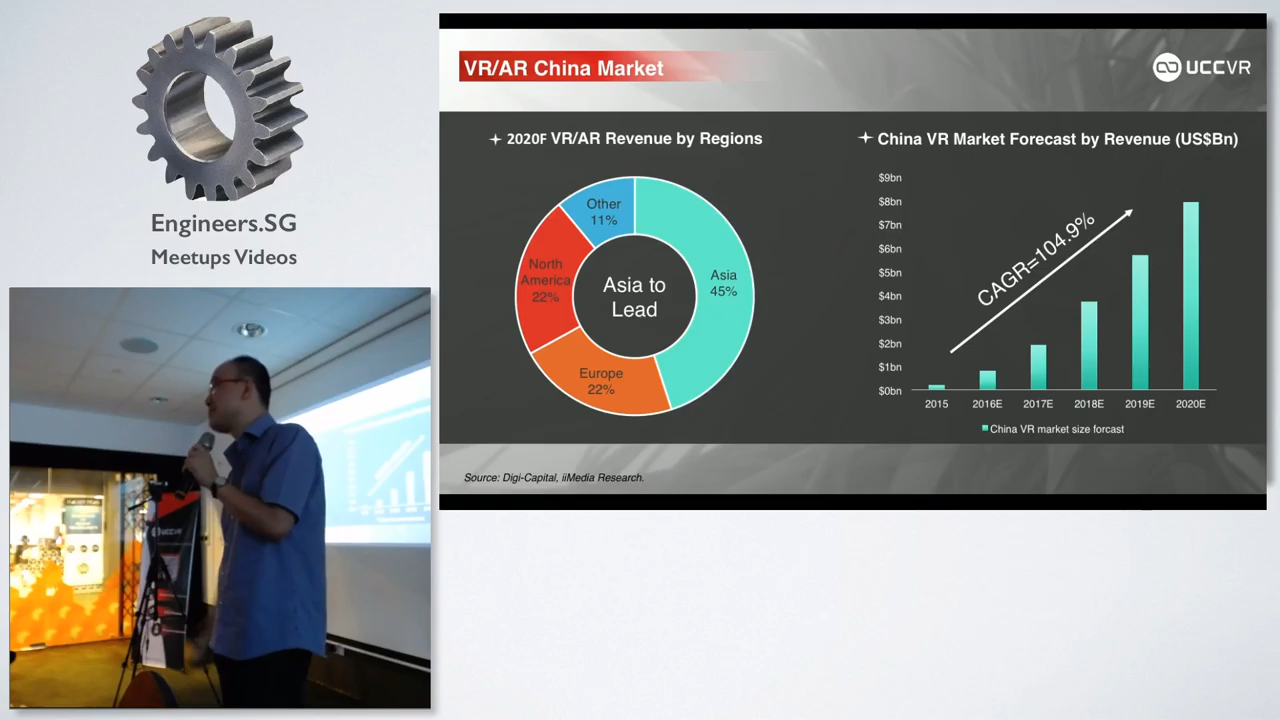 Engineers.SG
Meetups Videos
VR/AR China Market
UCCVR
2020F VR/AR Revenue by Regions
Other
11%
North
America
22%
Asia
45%
Asia to
Lead
Europe
22%
China VR Market Forecast by Revenue (US$Bn)
$9bn
$8bn
$7bn
$6bn
$5bn
$4bn
$3bn
$2bn
$1bn
$0bn
CAGR=104.9%
2015
2016E
2017E
2018E
2019E
2020E
China VR market size forcast
Source: Digi-Capital, iiMedia Research.
UCCVR